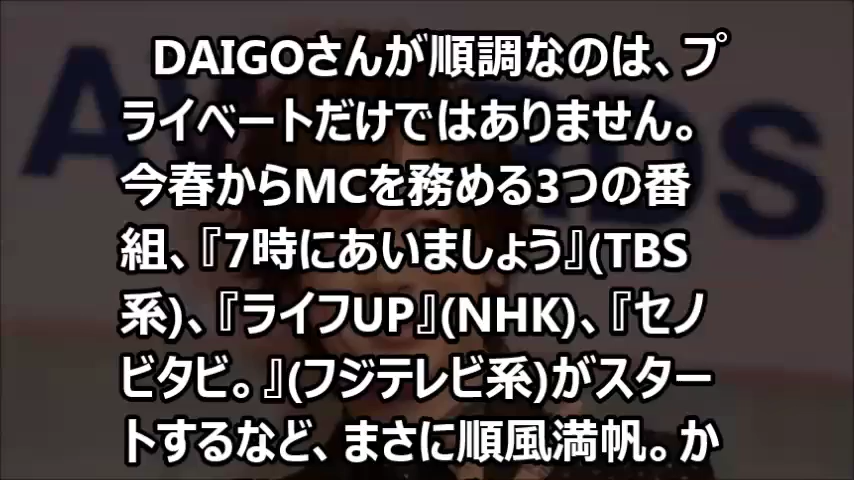 DAIGOさんが順調なのは、プ
ライベートだけではありません。
今春からMCを務める3つの番
組、『7時にあいましょう』(TBS
系)、『ライフUP』(NHK)、『セノ
ビタビ。』(フジテレビ系)がスター
トするなど、まさに順風満帆。か